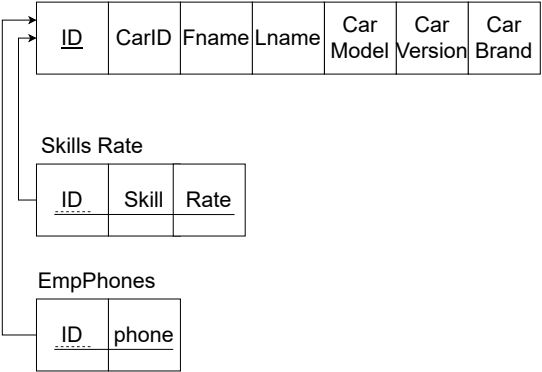 ID CarID Fname Lname Car Model Car Version Car Brand
Skills Rate
ID Skill Rate
EmpPhones
ID phone